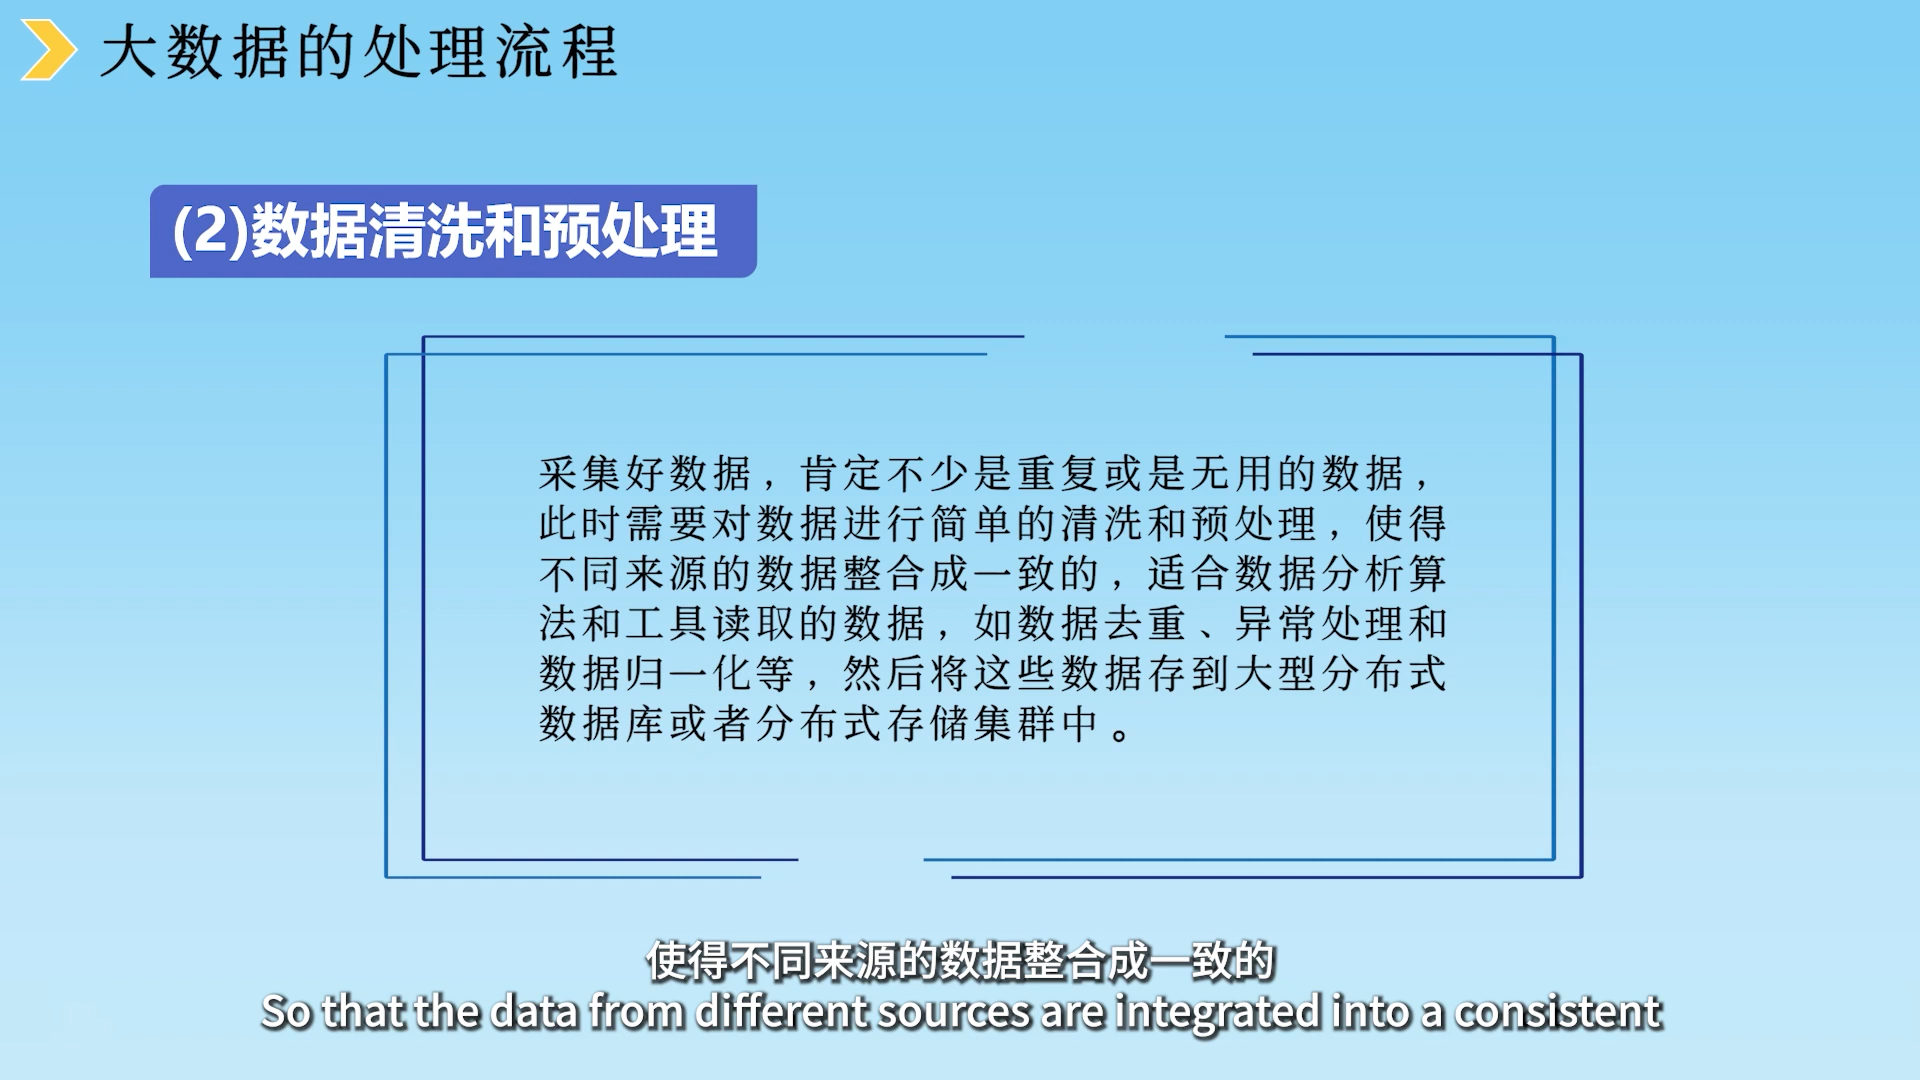 大数据的处理流程
(2)数据清洗和预处理
采集好数据，肯定不少是重复或是无用的数据，
此时需要对数据进行简单的清洗和预处理，使得
不同来源的数据整合成一致的，适合数据分析算
法和工具读取的数据，如数据去重、异常处理和
数据归一化等，然后将这些数据存到大型分布式
数据库或者分布式存储集群中。
使得不同来源的数据整合成一致的
So that the data from different sources are integrated into a consistent